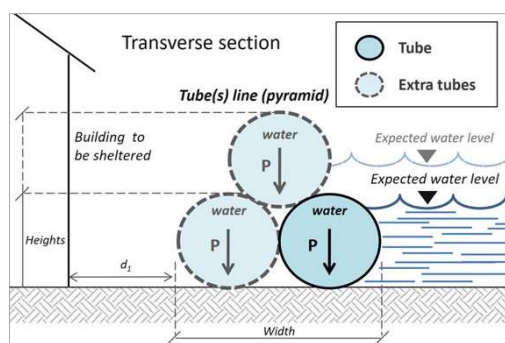 Transverse section
Tube
Extra tubes
Tube(s) line (pyramid)
Building to
be sheltered
water
P
Expected water level
Expected water level
water
P
water
P
Heights
d1
Width